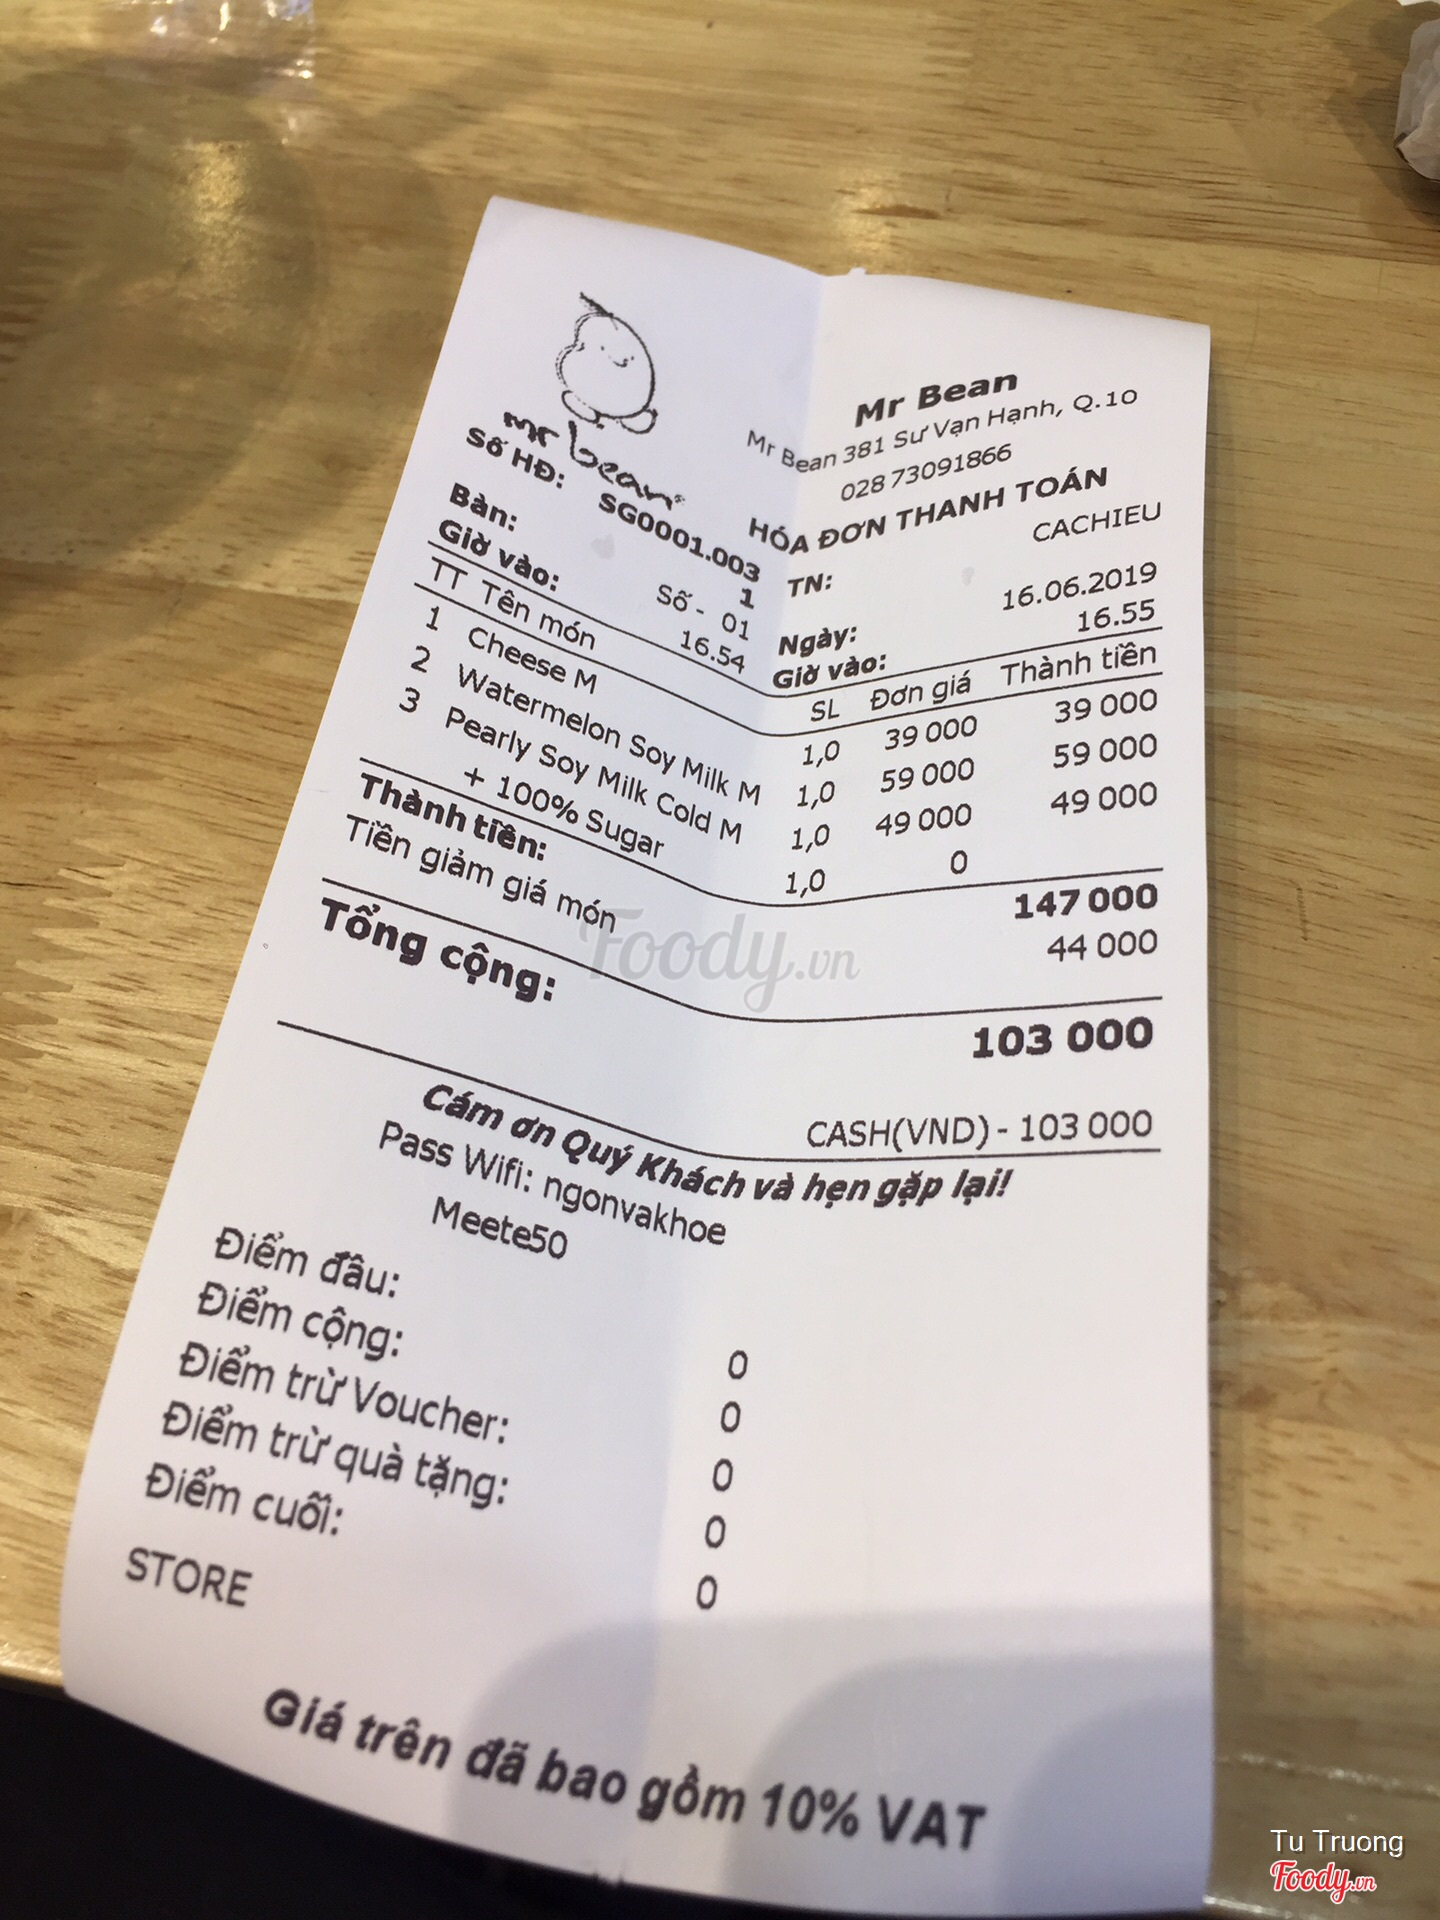 mr bean
Mr Bean
Mr Bean 381 Sư Vạn Hạnh, Q.10
028 73091866
HÓA ĐƠN THANH TOÁN
Số HĐ: SG0001.003 1 TN: CACHIEU
Bàn: Số - 01 Ngày: 16.06.2019
Giờ vào: 16.54 Giờ vào: 16.55
TT Tên món SL Đơn giá Thành tiền
1 Cheese M 1,0 39 000 39 000
2 Watermelon Soy Milk M 1,0 59 000 59 000
3 Pearly Soy Milk Cold M 1,0 49 000 49 000
+ 100% Sugar 1,0 0
Thành tiền: 147 000
Tiền giảm giá món 44 000
Tổng cộng: 103 000
CASH(VND) - 103 000
Cám ơn Quý Khách và hẹn gặp lại!
Pass Wifi: ngonvakhoe
Meete50
Điểm đầu: 0
Điểm cộng: 0
Điểm trừ Voucher: 0
Điểm trừ quà tặng: 0
Điểm cuối: 0
STORE
Giá trên đã bao gồm 10% VAT
Foody.vn
Tu Truong
Foody.vn